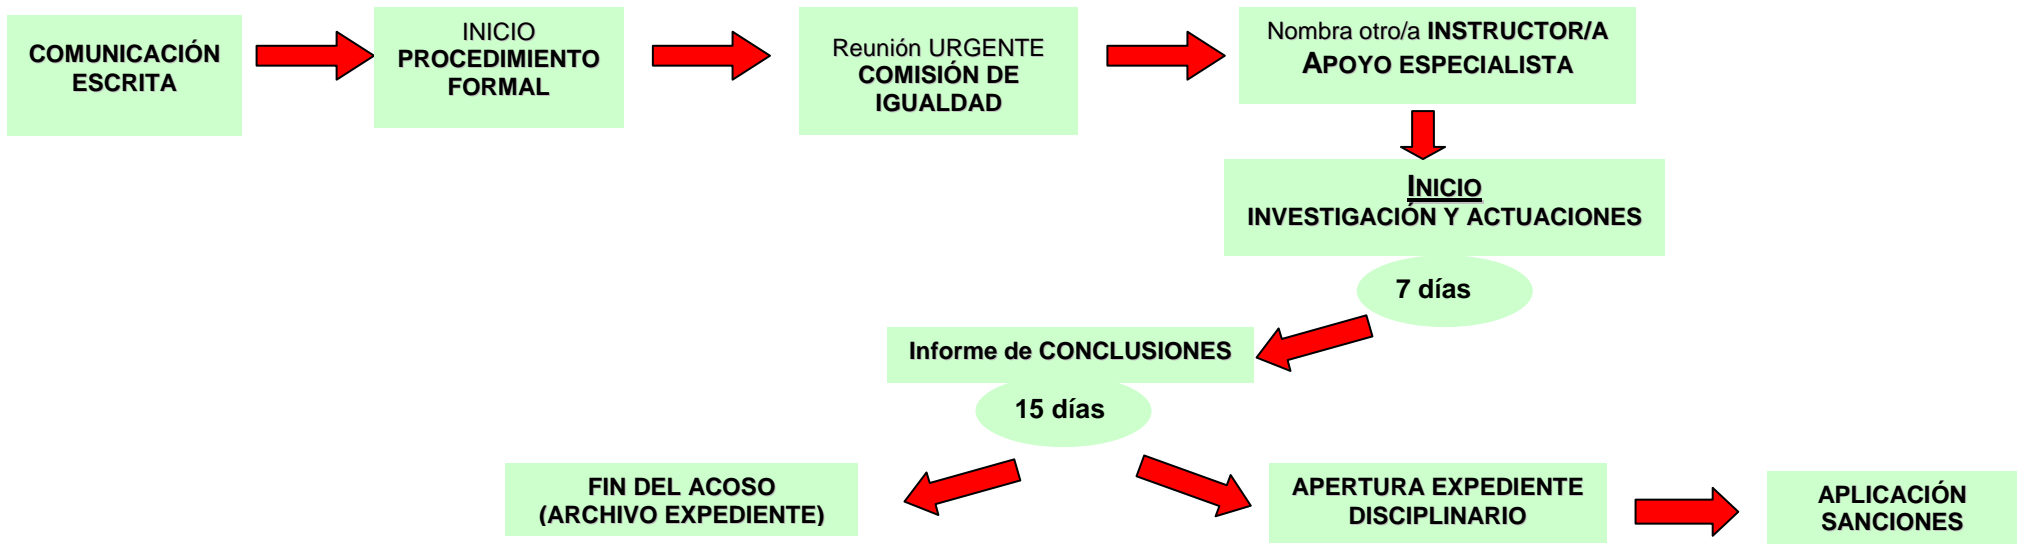 COMUNICACIÓN
ESCRITA
INICIO
PROCEDIMIENTO
FORMAL
Reunión URGENTE
COMISIÓN DE
IGUALDAD
Nombra otro/a INSTRUCTOR/A
APOYO ESPECIALISTA
INICIO
INVESTIGACIÓN Y ACTUACIONES
7 días
Informe de CONCLUSIONES
15 días
FIN DEL ACOSO
(ARCHIVO EXPEDIENTE)
APERTURA EXPEDIENTE
DISCIPLINARIO
APLICACIÓN
SANCIONES